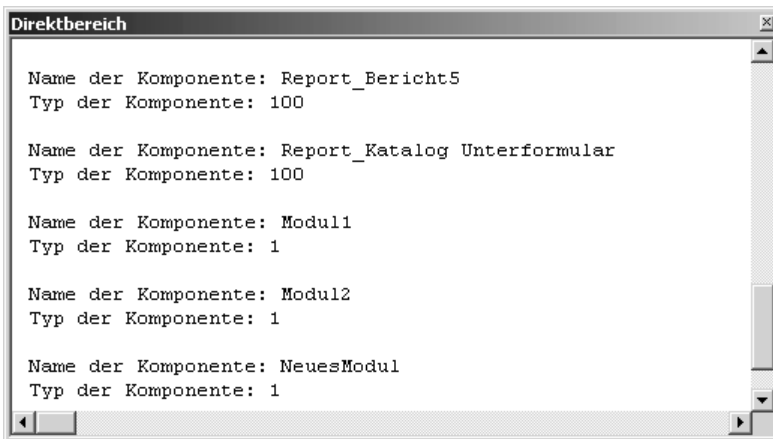 Direktbereich
Name der Komponente: Report_Bericht5
Typ der Komponente: 100
Name der Komponente: Report_Katalog Unterformular
Typ der Komponente: 100
Name der Komponente: Modul1
Typ der Komponente: 1
Name der Komponente: Modul2
Typ der Komponente: 1
Name der Komponente: NeuesModul
Typ der Komponente: 1